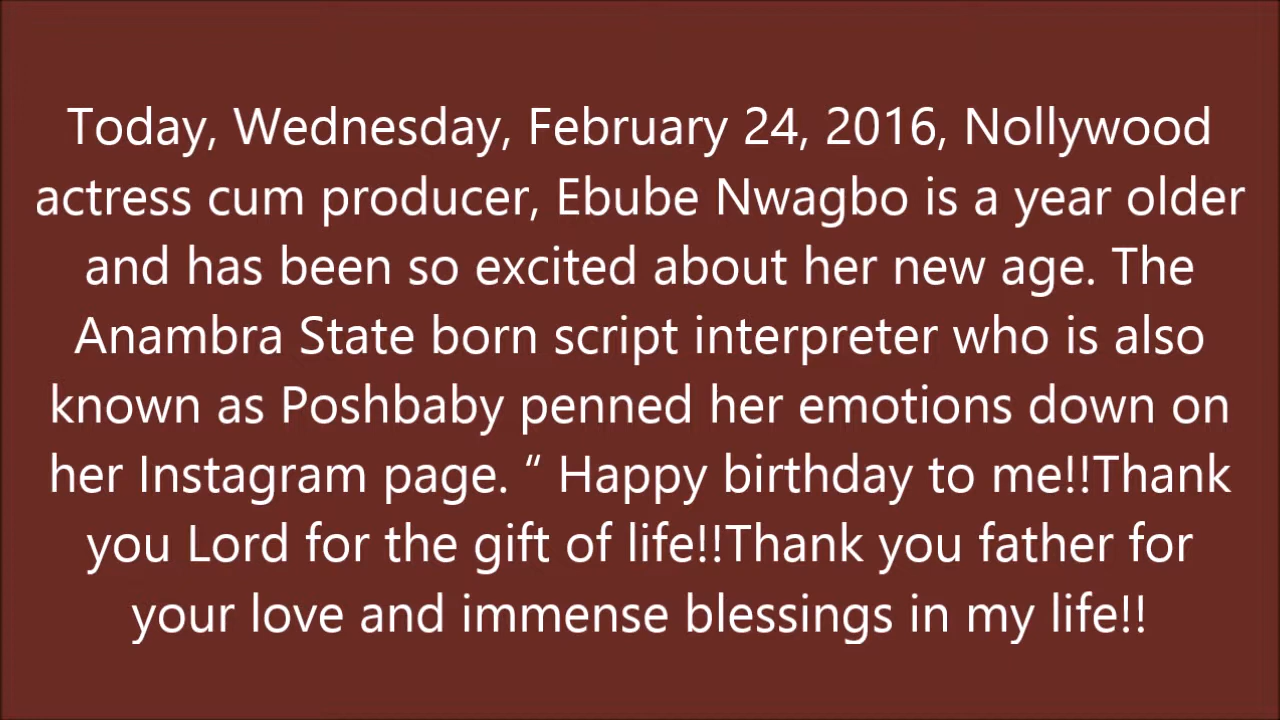 Today, Wednesday, February 24, 2016, Nollywood
actress cum producer, Ebube Nwagbo is a year older
and has been so excited about her new age. The
Anambra State born script interpreter who is also
known as Poshbaby penned her emotions down on
her Instagram page. “ Happy birthday to me!!Thank
you Lord for the gift of life!!Thank you father for
your love and immense blessings in my life!!